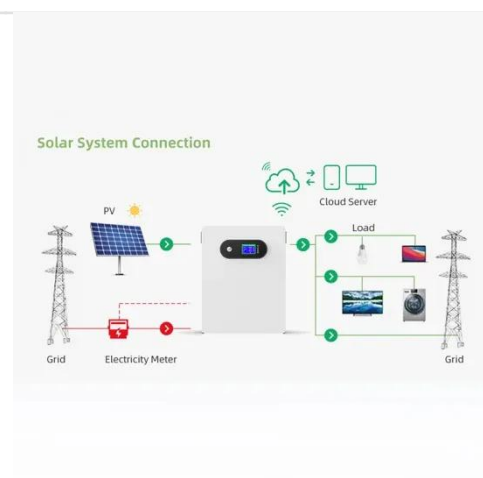 Solar System Connection
Cloud Server
PV
Load
Grid
Electricity Meter
Grid